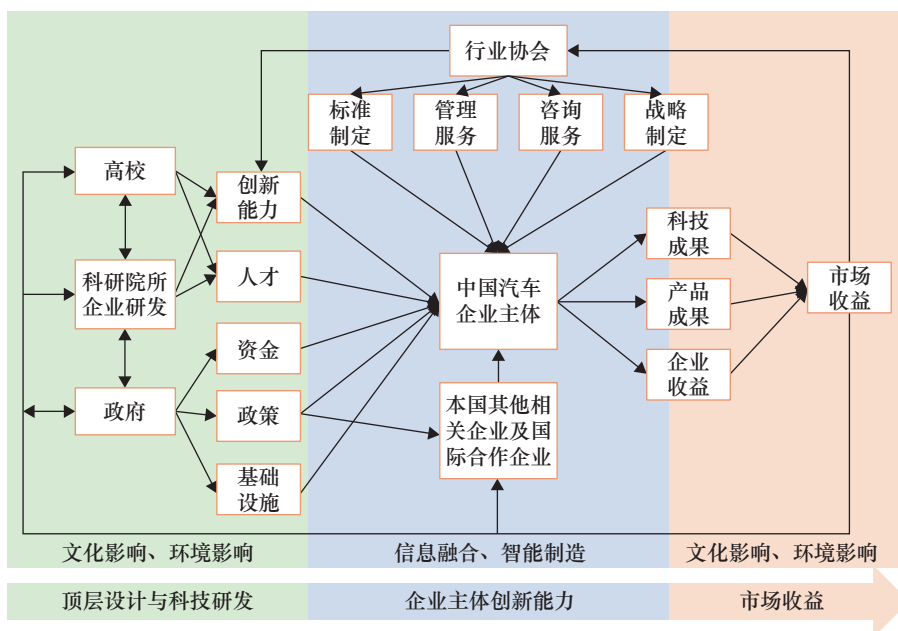 行业协会
标准
制定
管理
服务
咨询
服务
战略
制定
高校
创新
能力
科研院所
企业研发
人才
中国汽车
企业主体
科技
成果
产品
成果
企业
收益
市场
收益
资金
政府
政策
本国其他相
关企业及国
际合作企业
基础
设施
文化影响、环境影响
信息融合、智能制造
文化影响、环境影响
顶层设计与科技研发
企业主体创新能力
市场收益